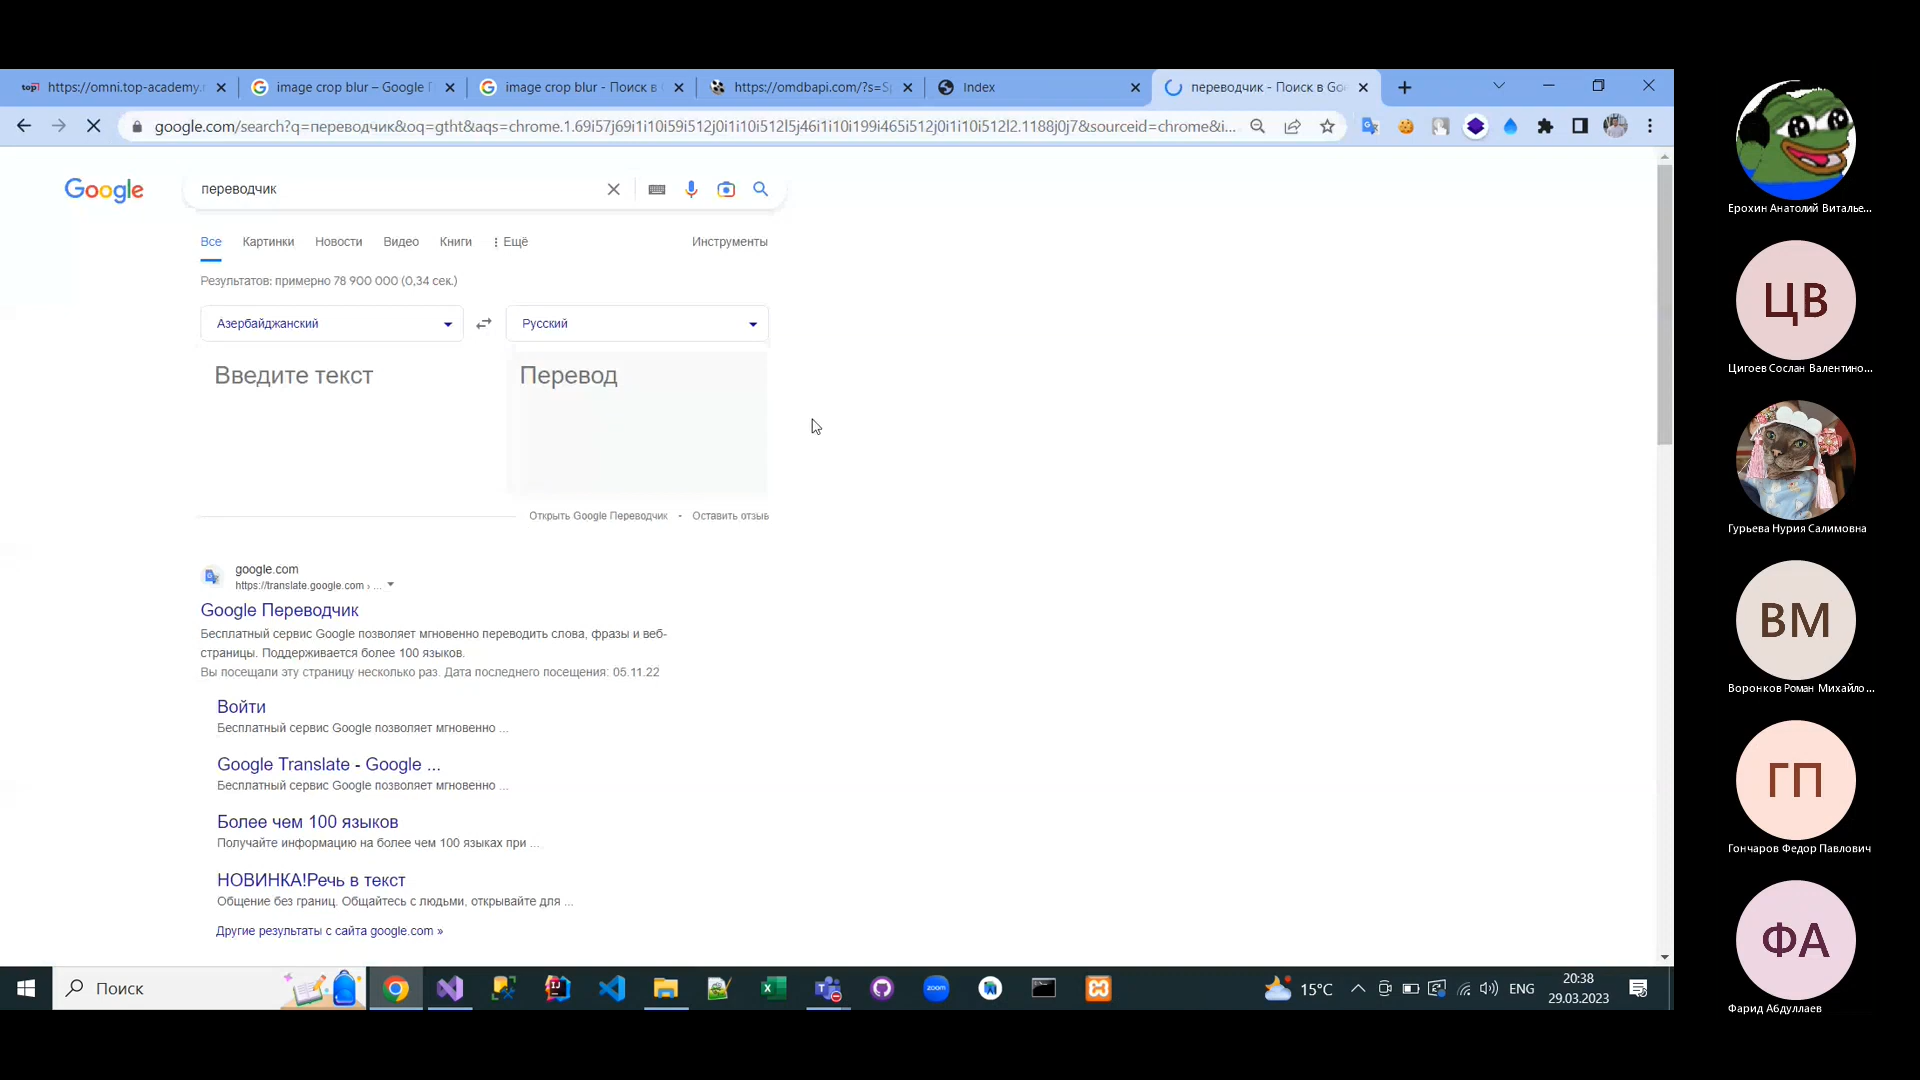 https://omni.top-academy.r
image crop blur – Google П
image crop blur - Поиск в G
https://omdbapi.com/?s=Sp
Index
переводчик - Поиск в Goo
google.com/search?q=переводчик&oq=gtht&aqs=chrome.1.69i57j69i1i10i59i512j0i1i10i512l5j46i1i10i199i465i512j0i1i10i512l2.1188j0j7&sourceid=chrome&i...
Google
переводчик
Все
Картинки
Новости
Видео
Книги
Ещё
Инструменты
Результатов: примерно 78 900 000 (0,34 сек.)
Азербайджанский
Русский
Введите текст
Перевод
Открыть Google Переводчик - Оставить отзыв
google.com
https://translate.google.com › ...
Google Переводчик
Бесплатный сервис Google позволяет мгновенно переводить слова, фразы и веб-
страницы. Поддерживается более 100 языков.
Вы посещали эту страницу несколько раз. Дата последнего посещения: 05.11.22
Войти
Бесплатный сервис Google позволяет мгновенно ...
Google Translate - Google ...
Бесплатный сервис Google позволяет мгновенно ...
Более чем 100 языков
Получайте информацию на более чем 100 языках при ...
НОВИНКА!Речь в текст
Общение без границ. Общайтесь с людьми, открывайте для ...
Другие результаты с сайта google.com »
Поиск
zoom
15°C
ENG
20:38
29.03.2023
Ерохин Анатолий Виталье...
ЦВ
Цигоев Сослан Валентино...
Гурьева Нурия Салимовна
ВМ
Воронков Роман Михайло...
ГП
Гончаров Федор Павлович
ФА
Фарид Абдуллаев